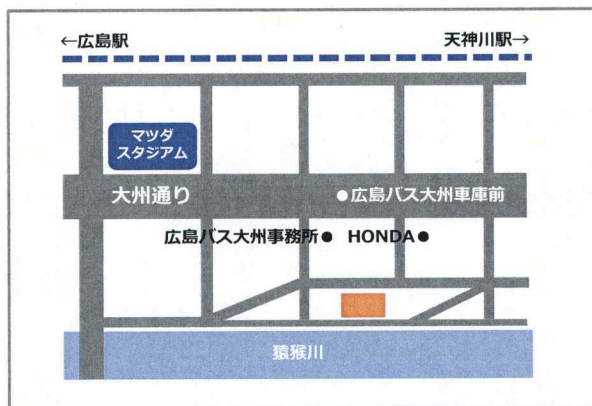 ←広島駅
天神川駅→
マツダ
スタジアム
大州通り
●広島バス大州車庫前
広島バス大州事務所●
HONDA●
猿猴川